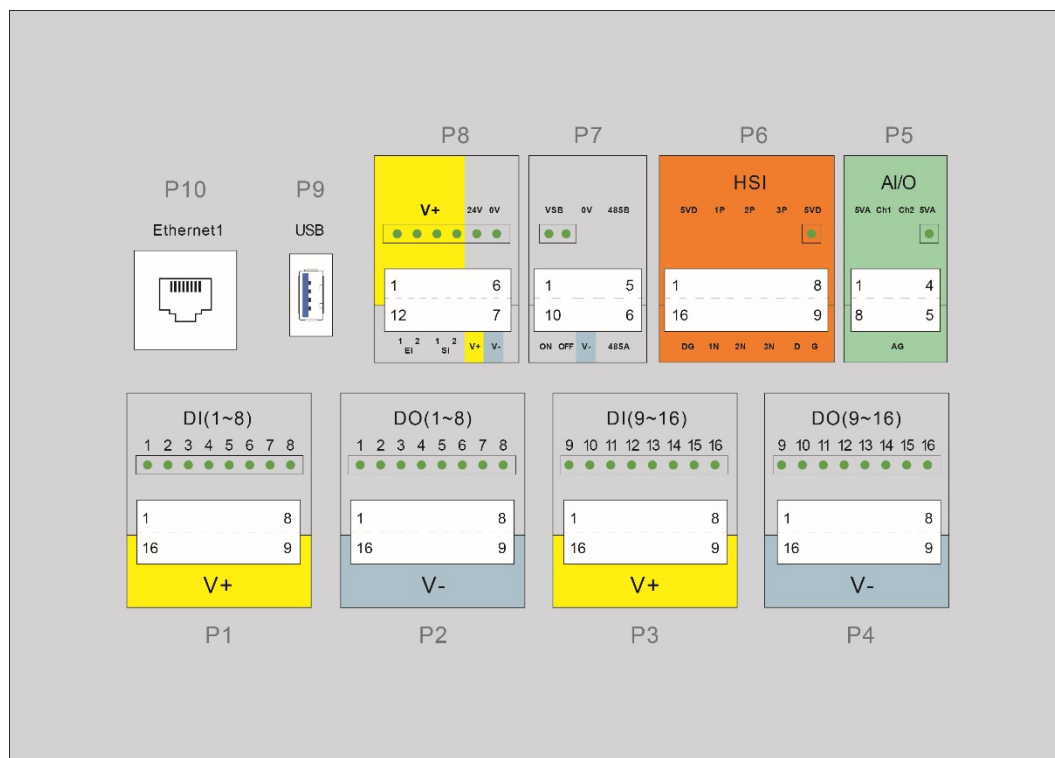 P8 P7 P6 P5
P10 P9
HSI AI/O
V+ 24V 0V VSB 0V 485B 5VD 1P 2P 3P 5VD 5VA Ch1 Ch2 5VA
Ethernet1 USB
1 6 1 5 1 8 1 4
12 7 10 6 16 9 8 5
1 2 1 2 V+ V- ON OFF V- 485A DG 1N 2N 3N D G AG
EI SI
DI(1~8) DO(1~8) DI(9~16) DO(9~16)
1 2 3 4 5 6 7 8 1 2 3 4 5 6 7 8 9 10 11 12 13 14 15 16 9 10 11 12 13 14 15 16
1 8 1 8 1 8 1 8
16 9 16 9 16 9 16 9
V+ V- V+ V-
P1 P2 P3 P4